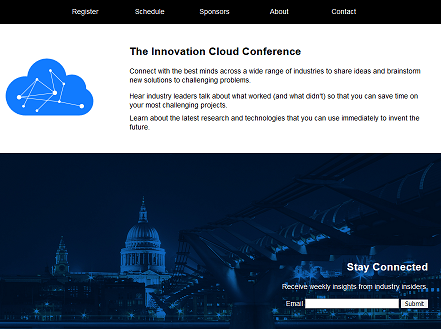 Register Schedule Sponsors About Contact
The Innovation Cloud Conference
Connect with the best minds across a wide range of industries to share ideas and brainstorm
new solutions to challenging problems.
Hear industry leaders talk about what worked (and what didn't) so that you can save time on
your most challenging projects.
Learn about the latest research and technologies that you can use immediately to invent the
future.
Stay Connected
Receive weekly insights from industry insiders.
Email Submit